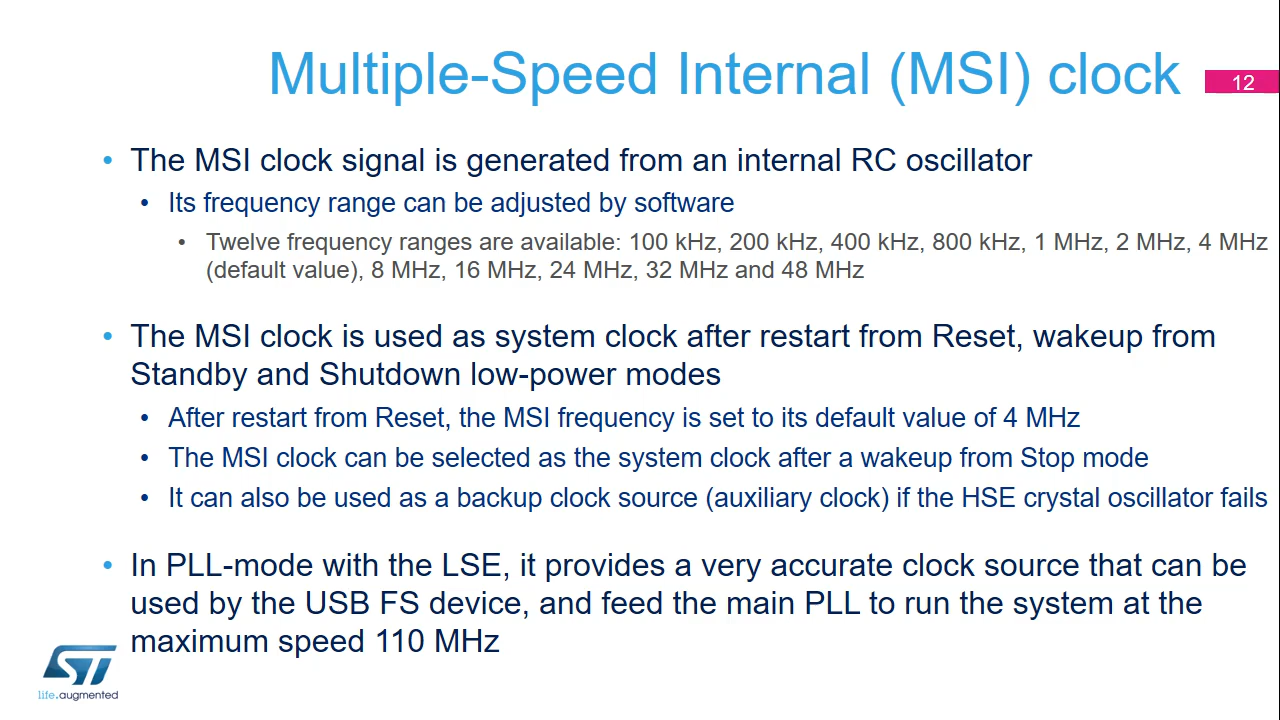 Multiple-Speed Internal (MSI) clock
12
• The MSI clock signal is generated from an internal RC oscillator
• Its frequency range can be adjusted by software
• Twelve frequency ranges are available: 100 kHz, 200 kHz, 400 kHz, 800 kHz, 1 MHz, 2 MHz, 4 MHz
(default value), 8 MHz, 16 MHz, 24 MHz, 32 MHz and 48 MHz
• The MSI clock is used as system clock after restart from Reset, wakeup from
Standby and Shutdown low-power modes
• After restart from Reset, the MSI frequency is set to its default value of 4 MHz
• The MSI clock can be selected as the system clock after a wakeup from Stop mode
• It can also be used as a backup clock source (auxiliary clock) if the HSE crystal oscillator fails
• In PLL-mode with the LSE, it provides a very accurate clock source that can be
used by the USB FS device, and feed the main PLL to run the system at the
maximum speed 110 MHz
ST
life.augmented